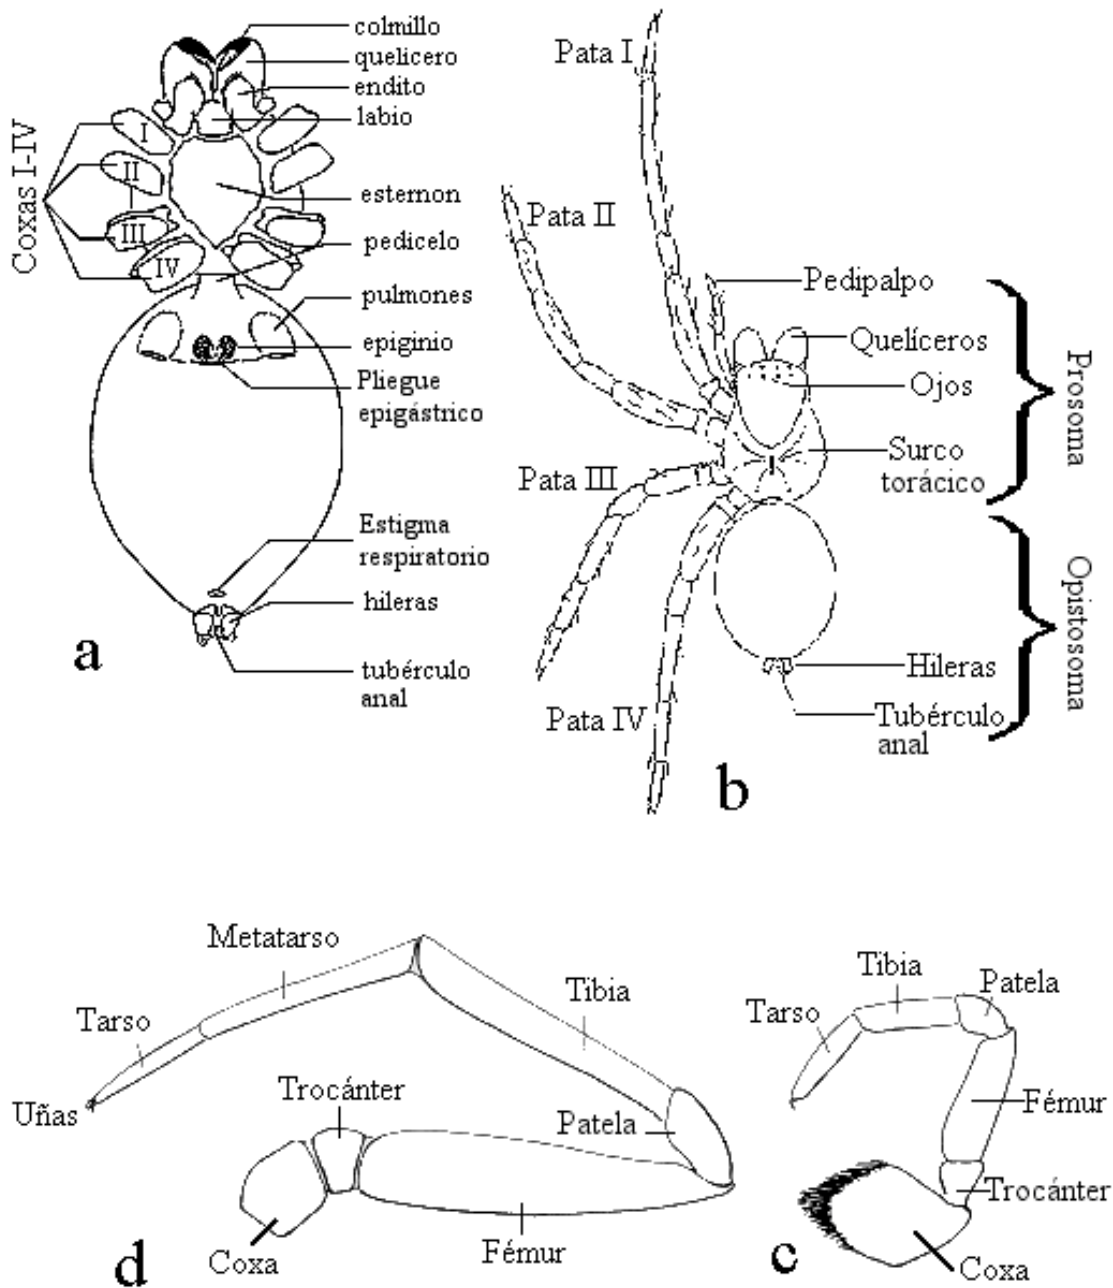 colmillo
quelicero
endito
labio
esternon
pedicelo
pulmones
epiginio
Pliegue
epigástrico
Estigma
respiratorio
hileras
tubérculo
anal
Coxas I-IV
I
II
III
IV
a
Pata I
Pata II
Pata III
Pata IV
Pedipalpo
Quelíceros
Ojos
Surco
torácico
Hileras
Tubérculo
anal
Prosoma
Opistosoma
b
Metatarso
Tarso
Uñas
Tibia
Trocánter
Patela
Coxa
Fémur
d
Tibia
Patela
Tarso
Fémur
Trocánter
Coxa
c